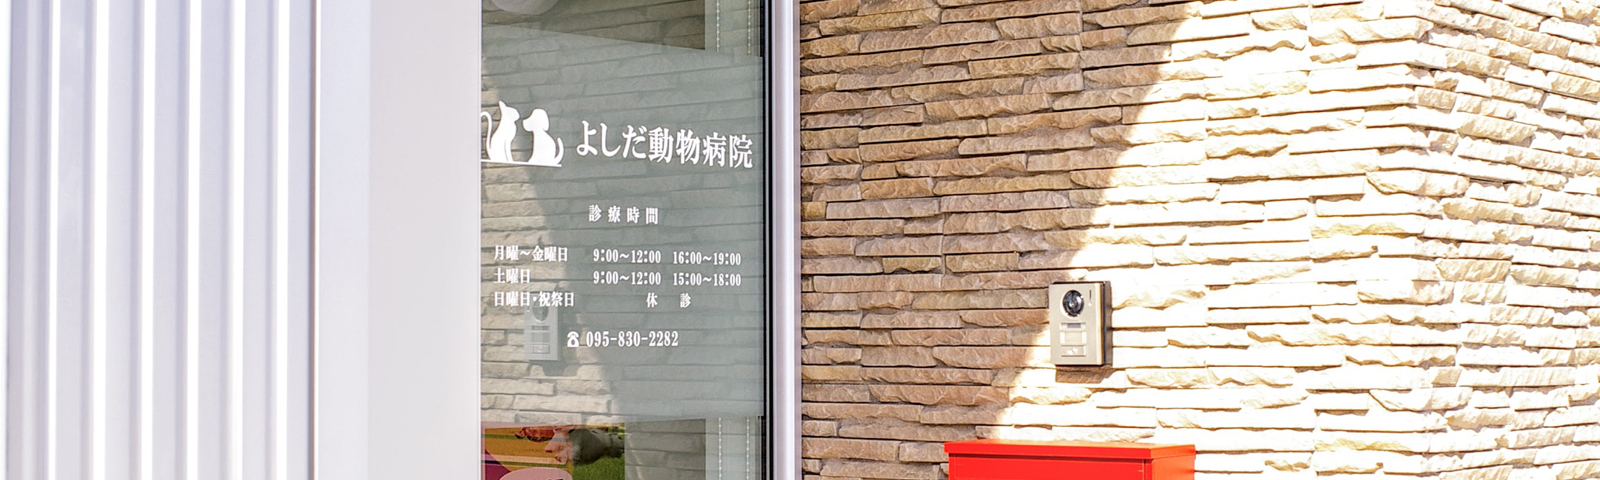 よしだ動物病院
診療時間
月曜～金曜日 9:00～12:00 16:00～19:00
土曜日 9:00～12:00 15:00～18:00
日曜日・祝祭日 休 診
☎ 095-830-2282